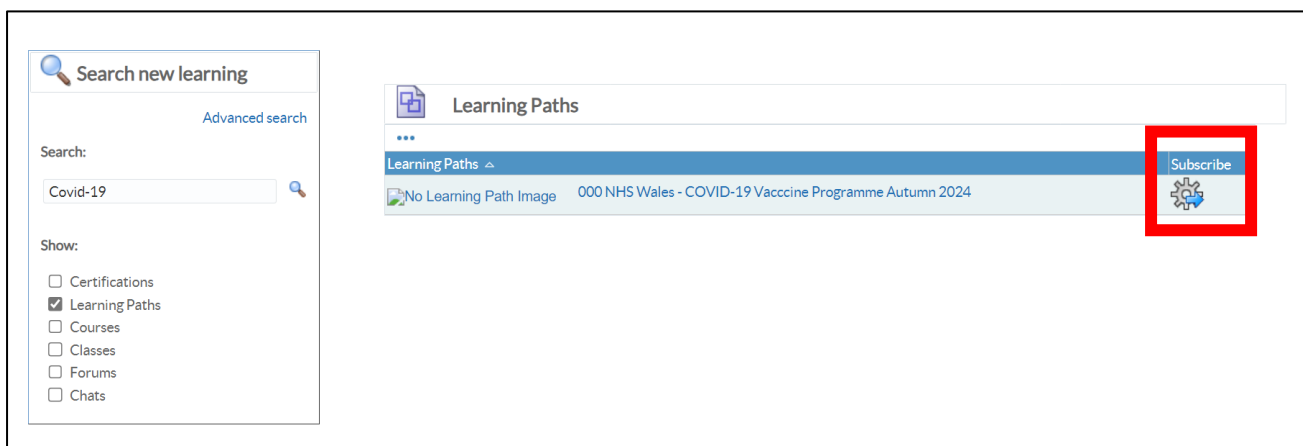 Search new learning
Advanced search
Search:
Covid-19
Show:
Certifications
Learning Paths
Courses
Classes
Forums
Chats
Learning Paths
•••
Learning Paths
Subscribe
No Learning Path Image
000 NHS Wales - COVID-19 Vacccine Programme Autumn 2024